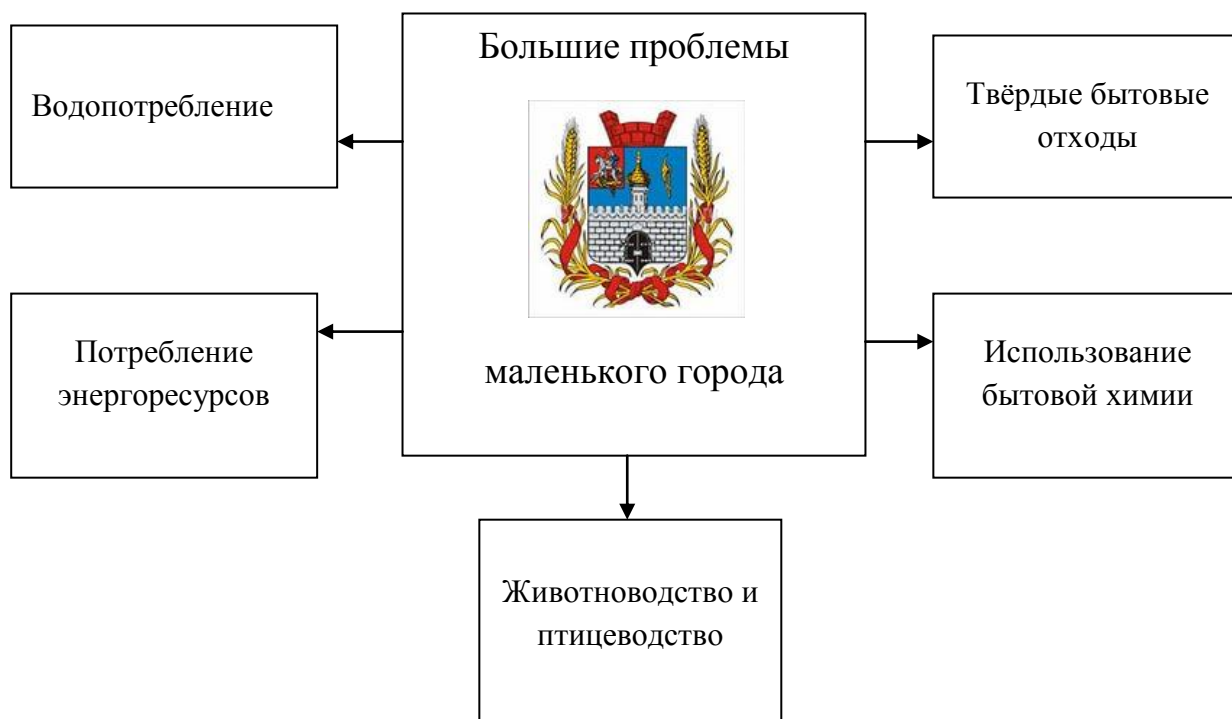 Большие проблемы
маленького города
Водопотребление
Твёрдые бытовые
отходы
Потребление
энергоресурсов
Использование
бытовой химии
Животноводство и
птицеводство